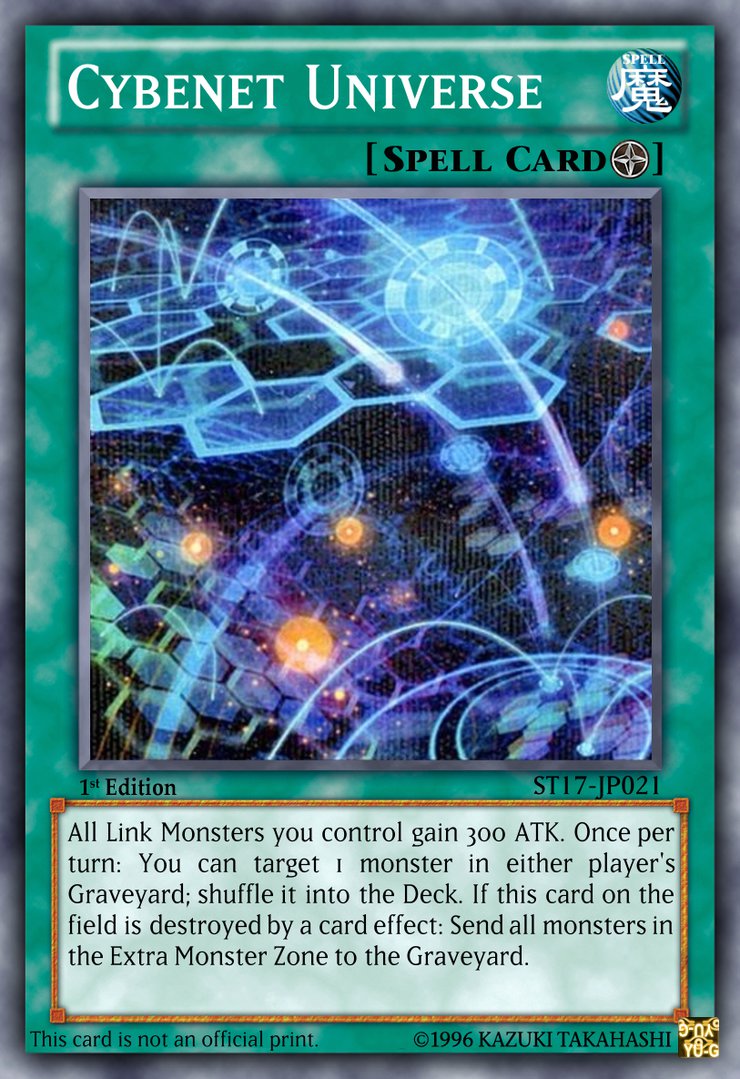 CYBENET UNIVERSE
SPELL
魔
[SPELL CARD]
1st Edition
ST17-JP021
All Link Monsters you control gain 300 ATK. Once per
turn: You can target 1 monster in either player's
Graveyard; shuffle it into the Deck. If this card on the
field is destroyed by a card effect: Send all monsters in
the Extra Monster Zone to the Graveyard.
This card is not an official print.
©1996 KAZUKI TAKAHASHI